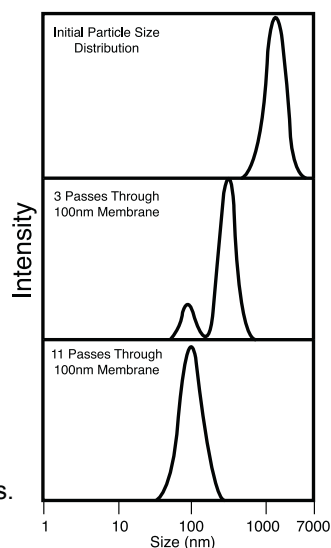 Initial Particle Size
Distribution
3 Passes Through
100nm Membrane
Intensity
11 Passes Through
100nm Membrane
s.
1 10 100 1000 7000
Size (nm)